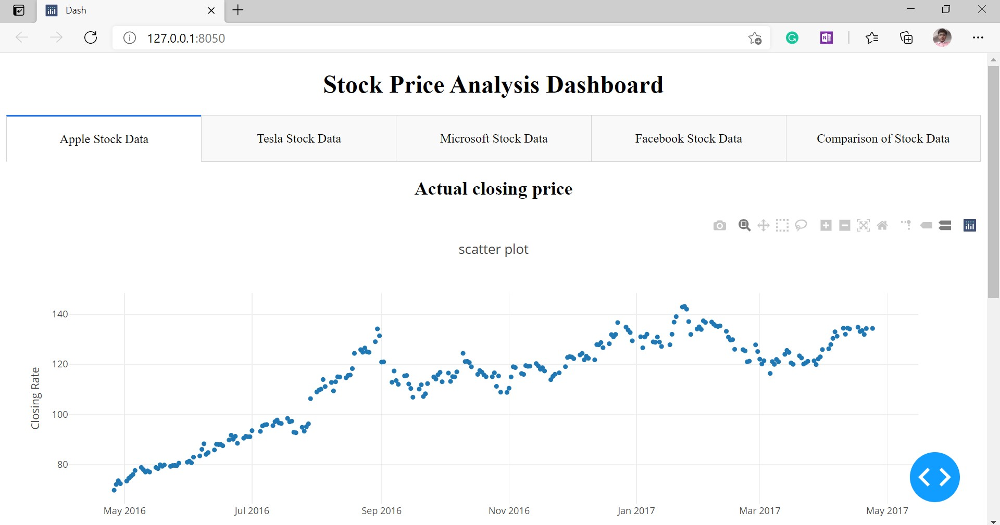 Dash
127.0.0.1:8050
Stock Price Analysis Dashboard
Apple Stock Data
Tesla Stock Data
Microsoft Stock Data
Facebook Stock Data
Comparison of Stock Data
Actual closing price
scatter plot
Closing Rate
140
120
100
80
May 2016
Jul 2016
Sep 2016
Nov 2016
Jan 2017
Mar 2017
May 2017